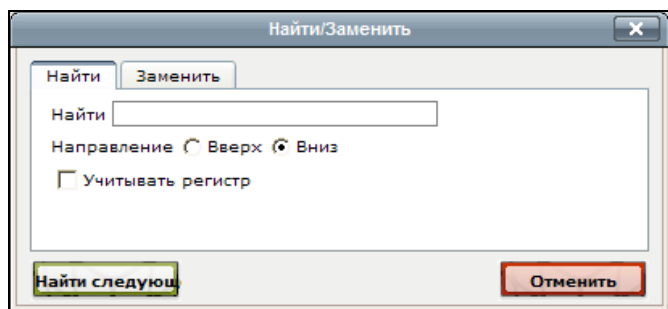 Найти/Заменить
Найти Заменить
Найти
Направление Вверх Вниз
Учитывать регистр
Найти следующ Отменить